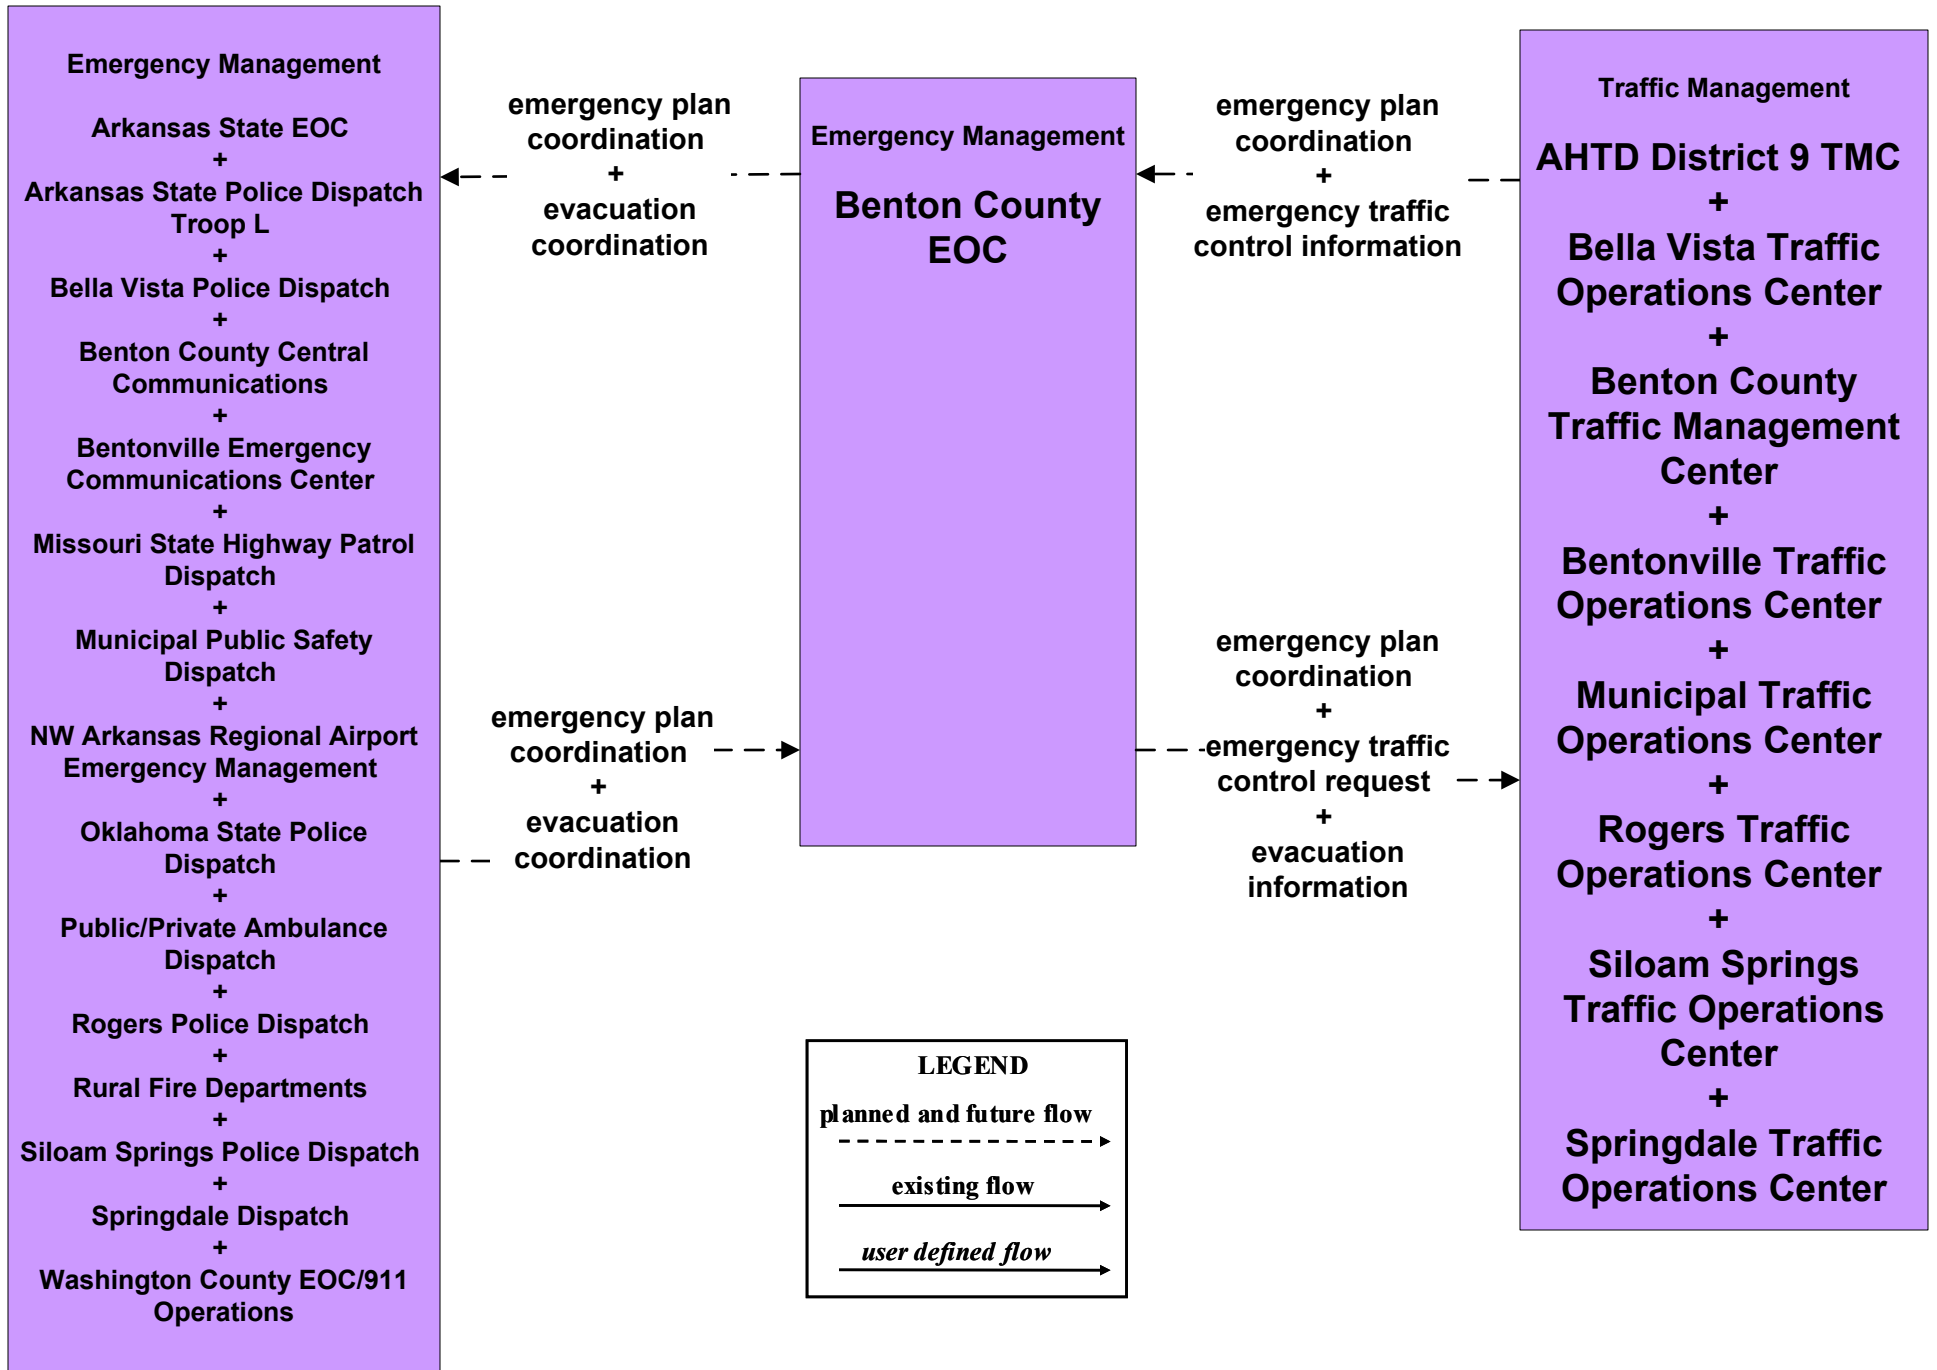 Emergency Management
Arkansas State EOC
+
Arkansas State Police Dispatch
Troop L
+
Bella Vista Police Dispatch
+
Benton County Central
Communications
+
Bentonville Emergency
Communications Center
+
Missouri State Highway Patrol
Dispatch
+
Municipal Public Safety
Dispatch
+
NW Arkansas Regional Airport
Emergency Management
+
Oklahoma State Police
Dispatch
+
Public/Private Ambulance
Dispatch
+
Rogers Police Dispatch
+
Rural Fire Departments
+
Siloam Springs Police Dispatch
+
Springdale Dispatch
+
Washington County EOC/911
Operations
emergency plan
coordination
+
evacuation
coordination
emergency plan
coordination
+
evacuation
coordination
Emergency Management
Benton County
EOC
emergency plan
coordination
+
emergency traffic
control information
emergency plan
coordination
+
emergency traffic
control request
+
evacuation
information
Traffic Management
AHTD District 9 TMC
+
Bella Vista Traffic
Operations Center
+
Benton County
Traffic Management
Center
+
Bentonville Traffic
Operations Center
+
Municipal Traffic
Operations Center
+
Rogers Traffic
Operations Center
+
Siloam Springs
Traffic Operations
Center
+
Springdale Traffic
Operations Center
LEGEND
planned and future flow
existing flow
user defined flow